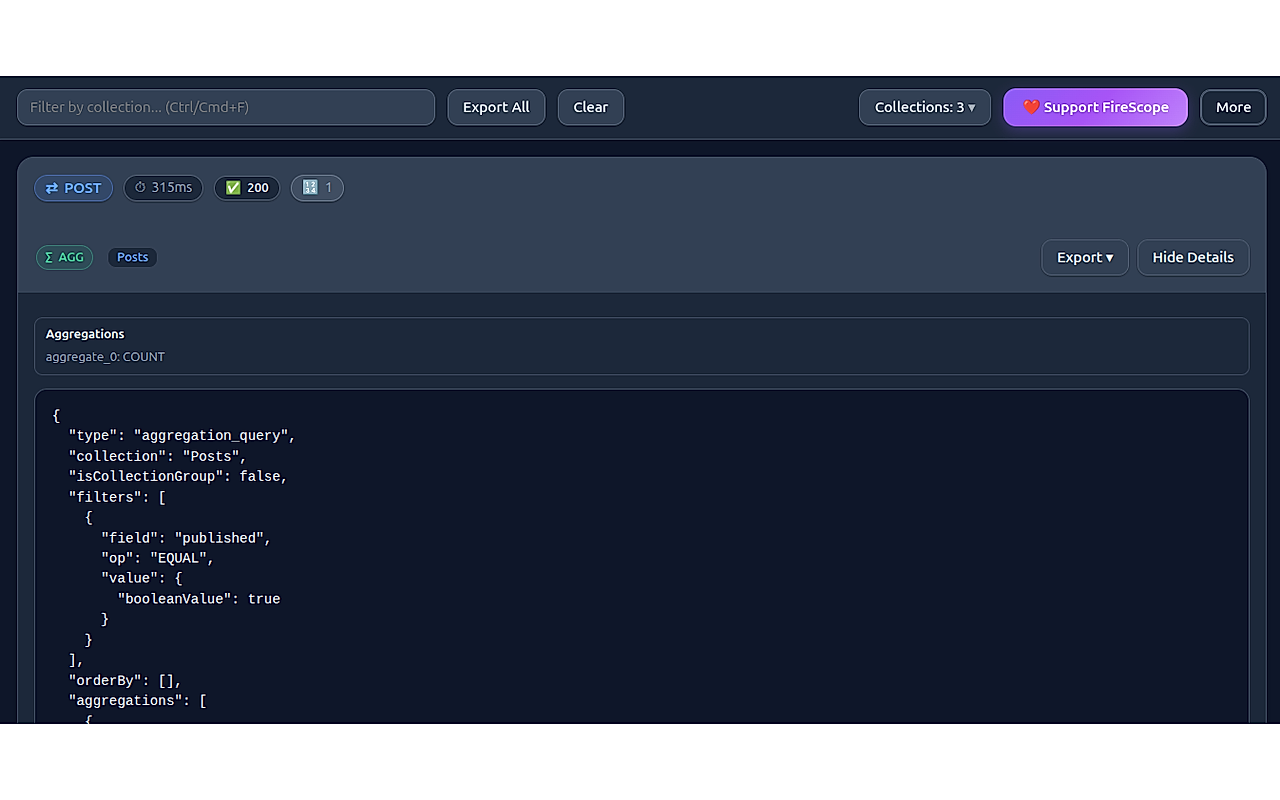 Filter by collection... (Ctrl/Cmd+F) Export All Clear Collections: 3 ▾ ❤️ Support FireScope More
⇄ POST ⏱ 315ms ✅ 200 🔢 1
Σ AGG Posts Export ▾ Hide Details
Aggregations
aggregate_0: COUNT
{
  "type": "aggregation_query",
  "collection": "Posts",
  "isCollectionGroup": false,
  "filters": [
    {
      "field": "published",
      "op": "EQUAL",
      "value": {
        "booleanValue": true
      }
    }
  ],
  "orderBy": [],
  "aggregations": [
    {